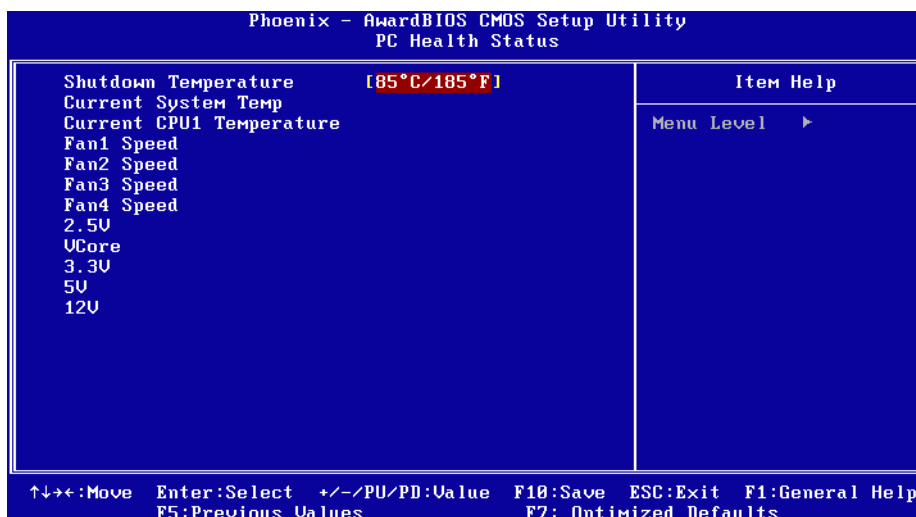 Phoenix - AwardBIOS CMOS Setup Utility
PC Health Status
Shutdown Temperature [85°C/185°F]
Current System Temp
Current CPU1 Temperature
Fan1 Speed
Fan2 Speed
Fan3 Speed
Fan4 Speed
2.5V
VCore
3.3V
5V
12V
Item Help
Menu Level ▶
↑↓→←:Move Enter:Select +/-/PU/PD:Value F10:Save ESC:Exit F1:General Help
F5:Previous Values F7: Optimized Defaults